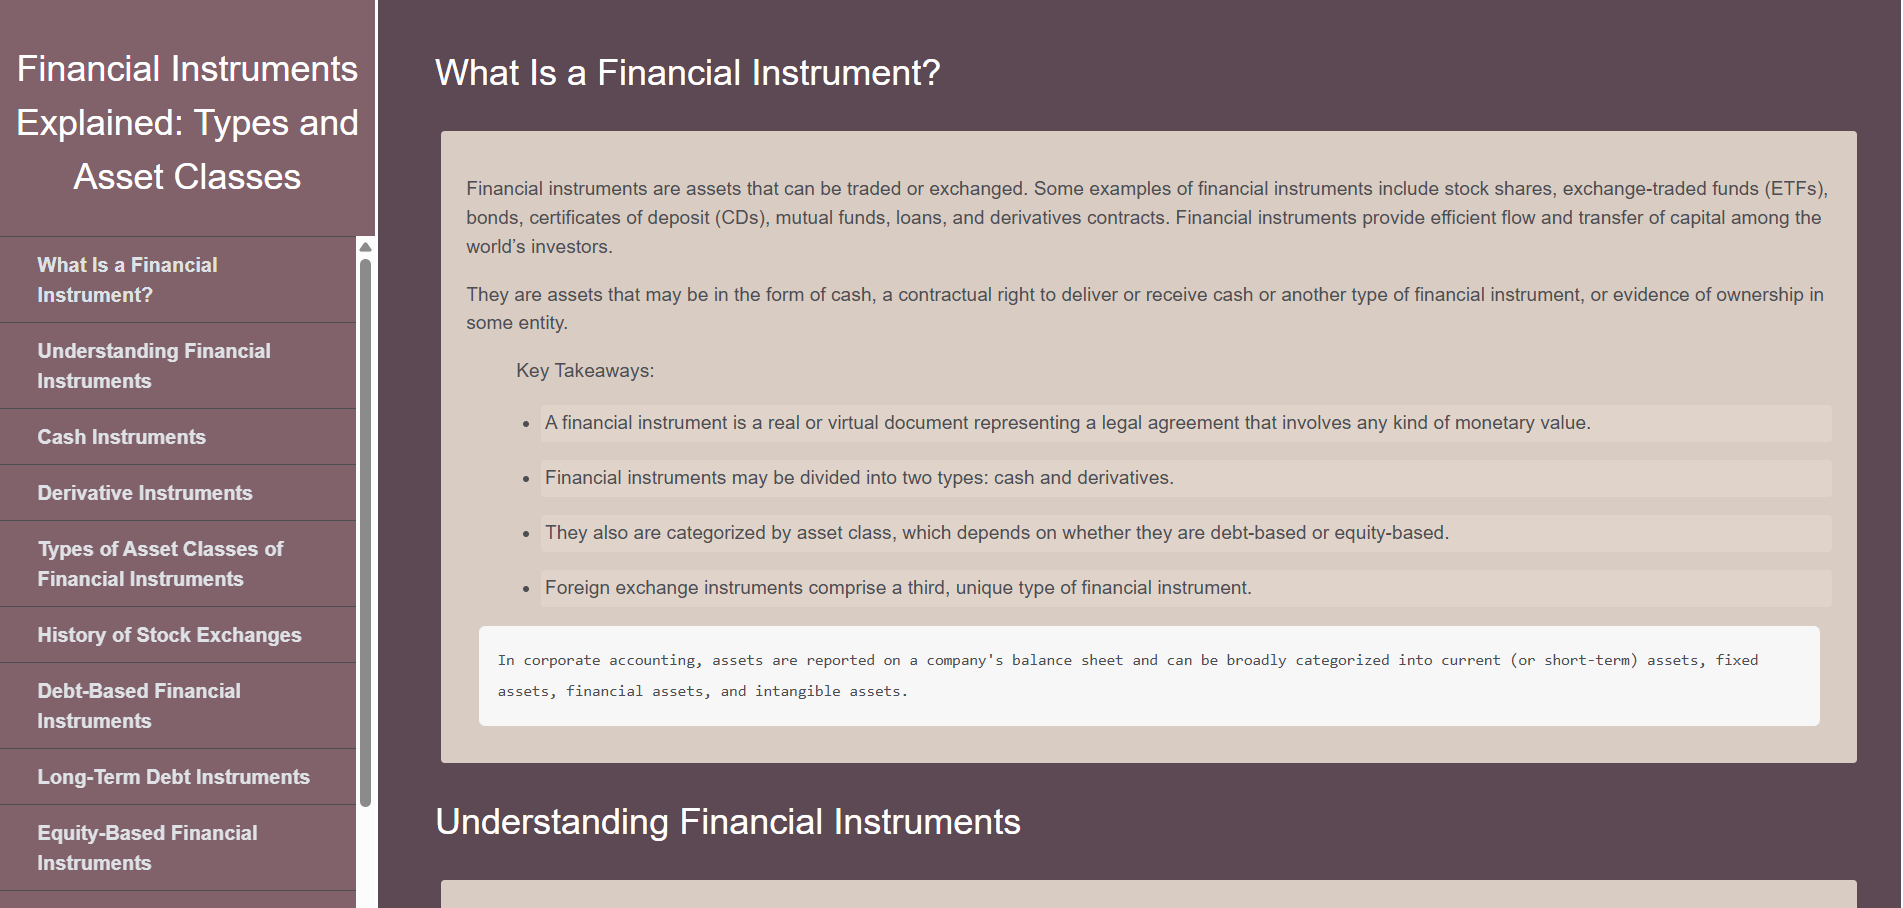 Financial Instruments
Explained: Types and
Asset Classes
What Is a Financial
Instrument?
Understanding Financial
Instruments
Cash Instruments
Derivative Instruments
Types of Asset Classes of
Financial Instruments
History of Stock Exchanges
Debt-Based Financial
Instruments
Long-Term Debt Instruments
Equity-Based Financial
Instruments
What Is a Financial Instrument?
Financial instruments are assets that can be traded or exchanged. Some examples of financial instruments include stock shares, exchange-traded funds (ETFs),
bonds, certificates of deposit (CDs), mutual funds, loans, and derivatives contracts. Financial instruments provide efficient flow and transfer of capital among the
world’s investors.
They are assets that may be in the form of cash, a contractual right to deliver or receive cash or another type of financial instrument, or evidence of ownership in
some entity.
Key Takeaways:
• A financial instrument is a real or virtual document representing a legal agreement that involves any kind of monetary value.
• Financial instruments may be divided into two types: cash and derivatives.
• They also are categorized by asset class, which depends on whether they are debt-based or equity-based.
• Foreign exchange instruments comprise a third, unique type of financial instrument.
In corporate accounting, assets are reported on a company's balance sheet and can be broadly categorized into current (or short-term) assets, fixed
assets, financial assets, and intangible assets.
Understanding Financial Instruments